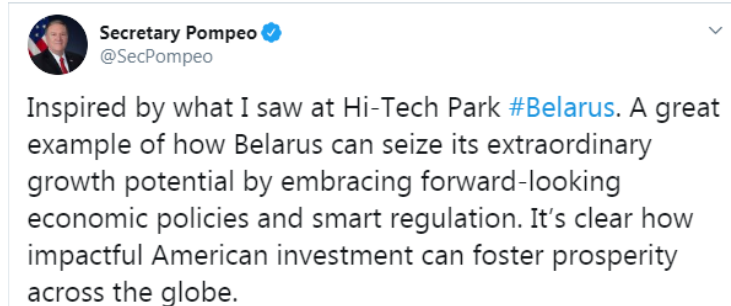 Secretary Pompeo
@SecPompeo
Inspired by what I saw at Hi-Tech Park #Belarus. A great
example of how Belarus can seize its extraordinary
growth potential by embracing forward-looking
economic policies and smart regulation. It’s clear how
impactful American investment can foster prosperity
across the globe.